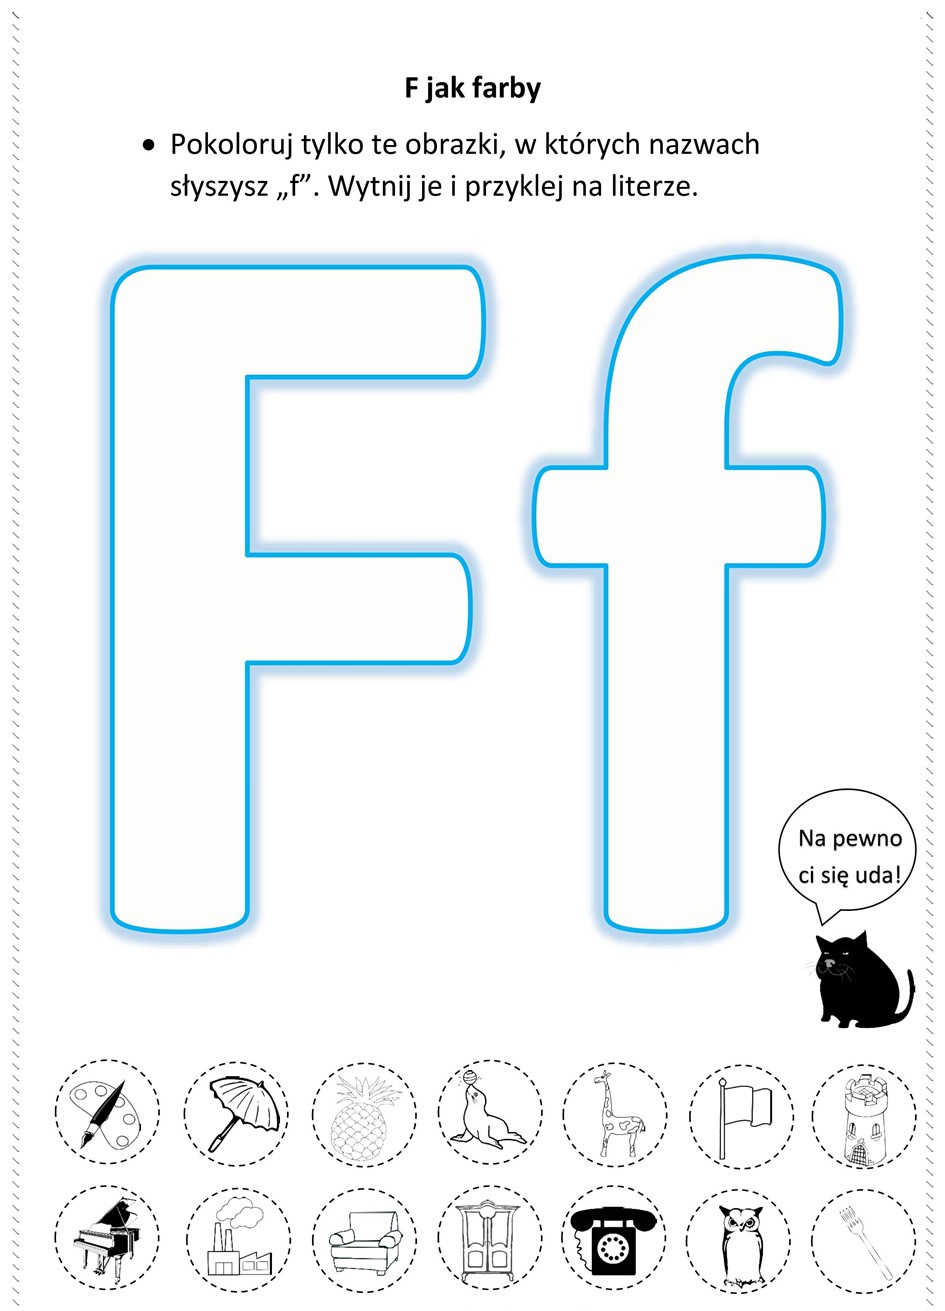 F jak farby
• Pokoloruj tylko te obrazki, w których nazwach
słyszysz „f”. Wytnij je i przyklej na literze.
F f
Na pewno
ci się uda!